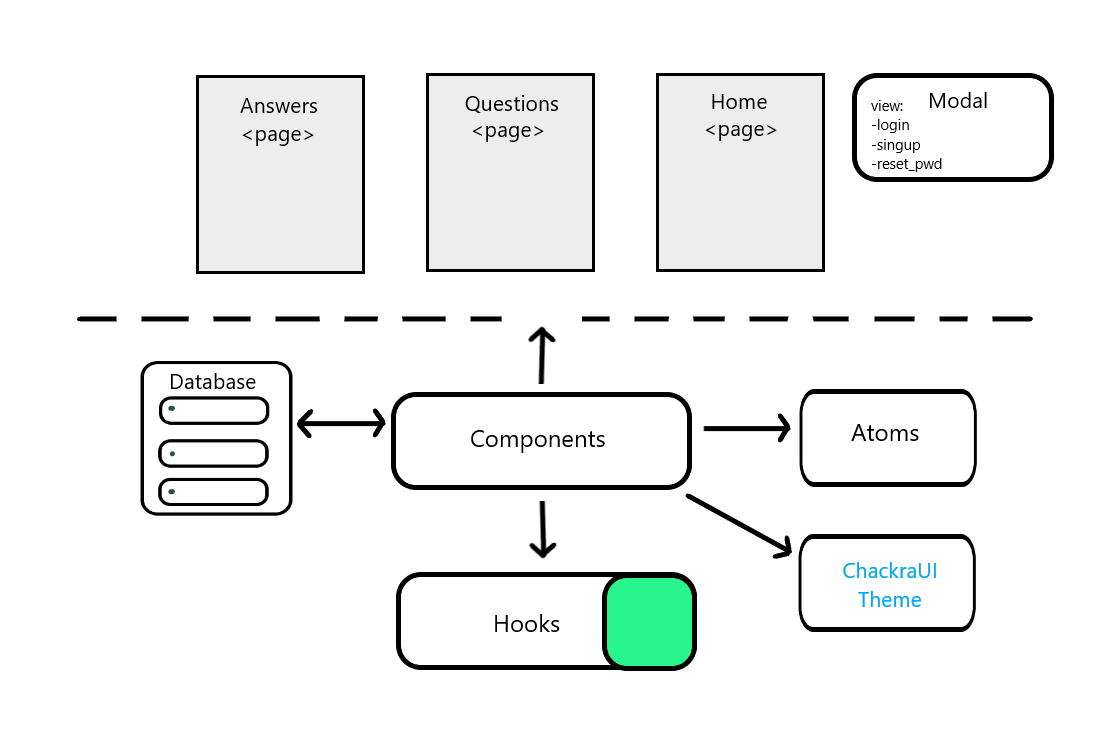 Answers
<page>
Questions
<page>
Home
<page>
Modal
view:
-login
-singup
-reset_pwd
Database
Components
Atoms
ChackraUI
Theme
Hooks